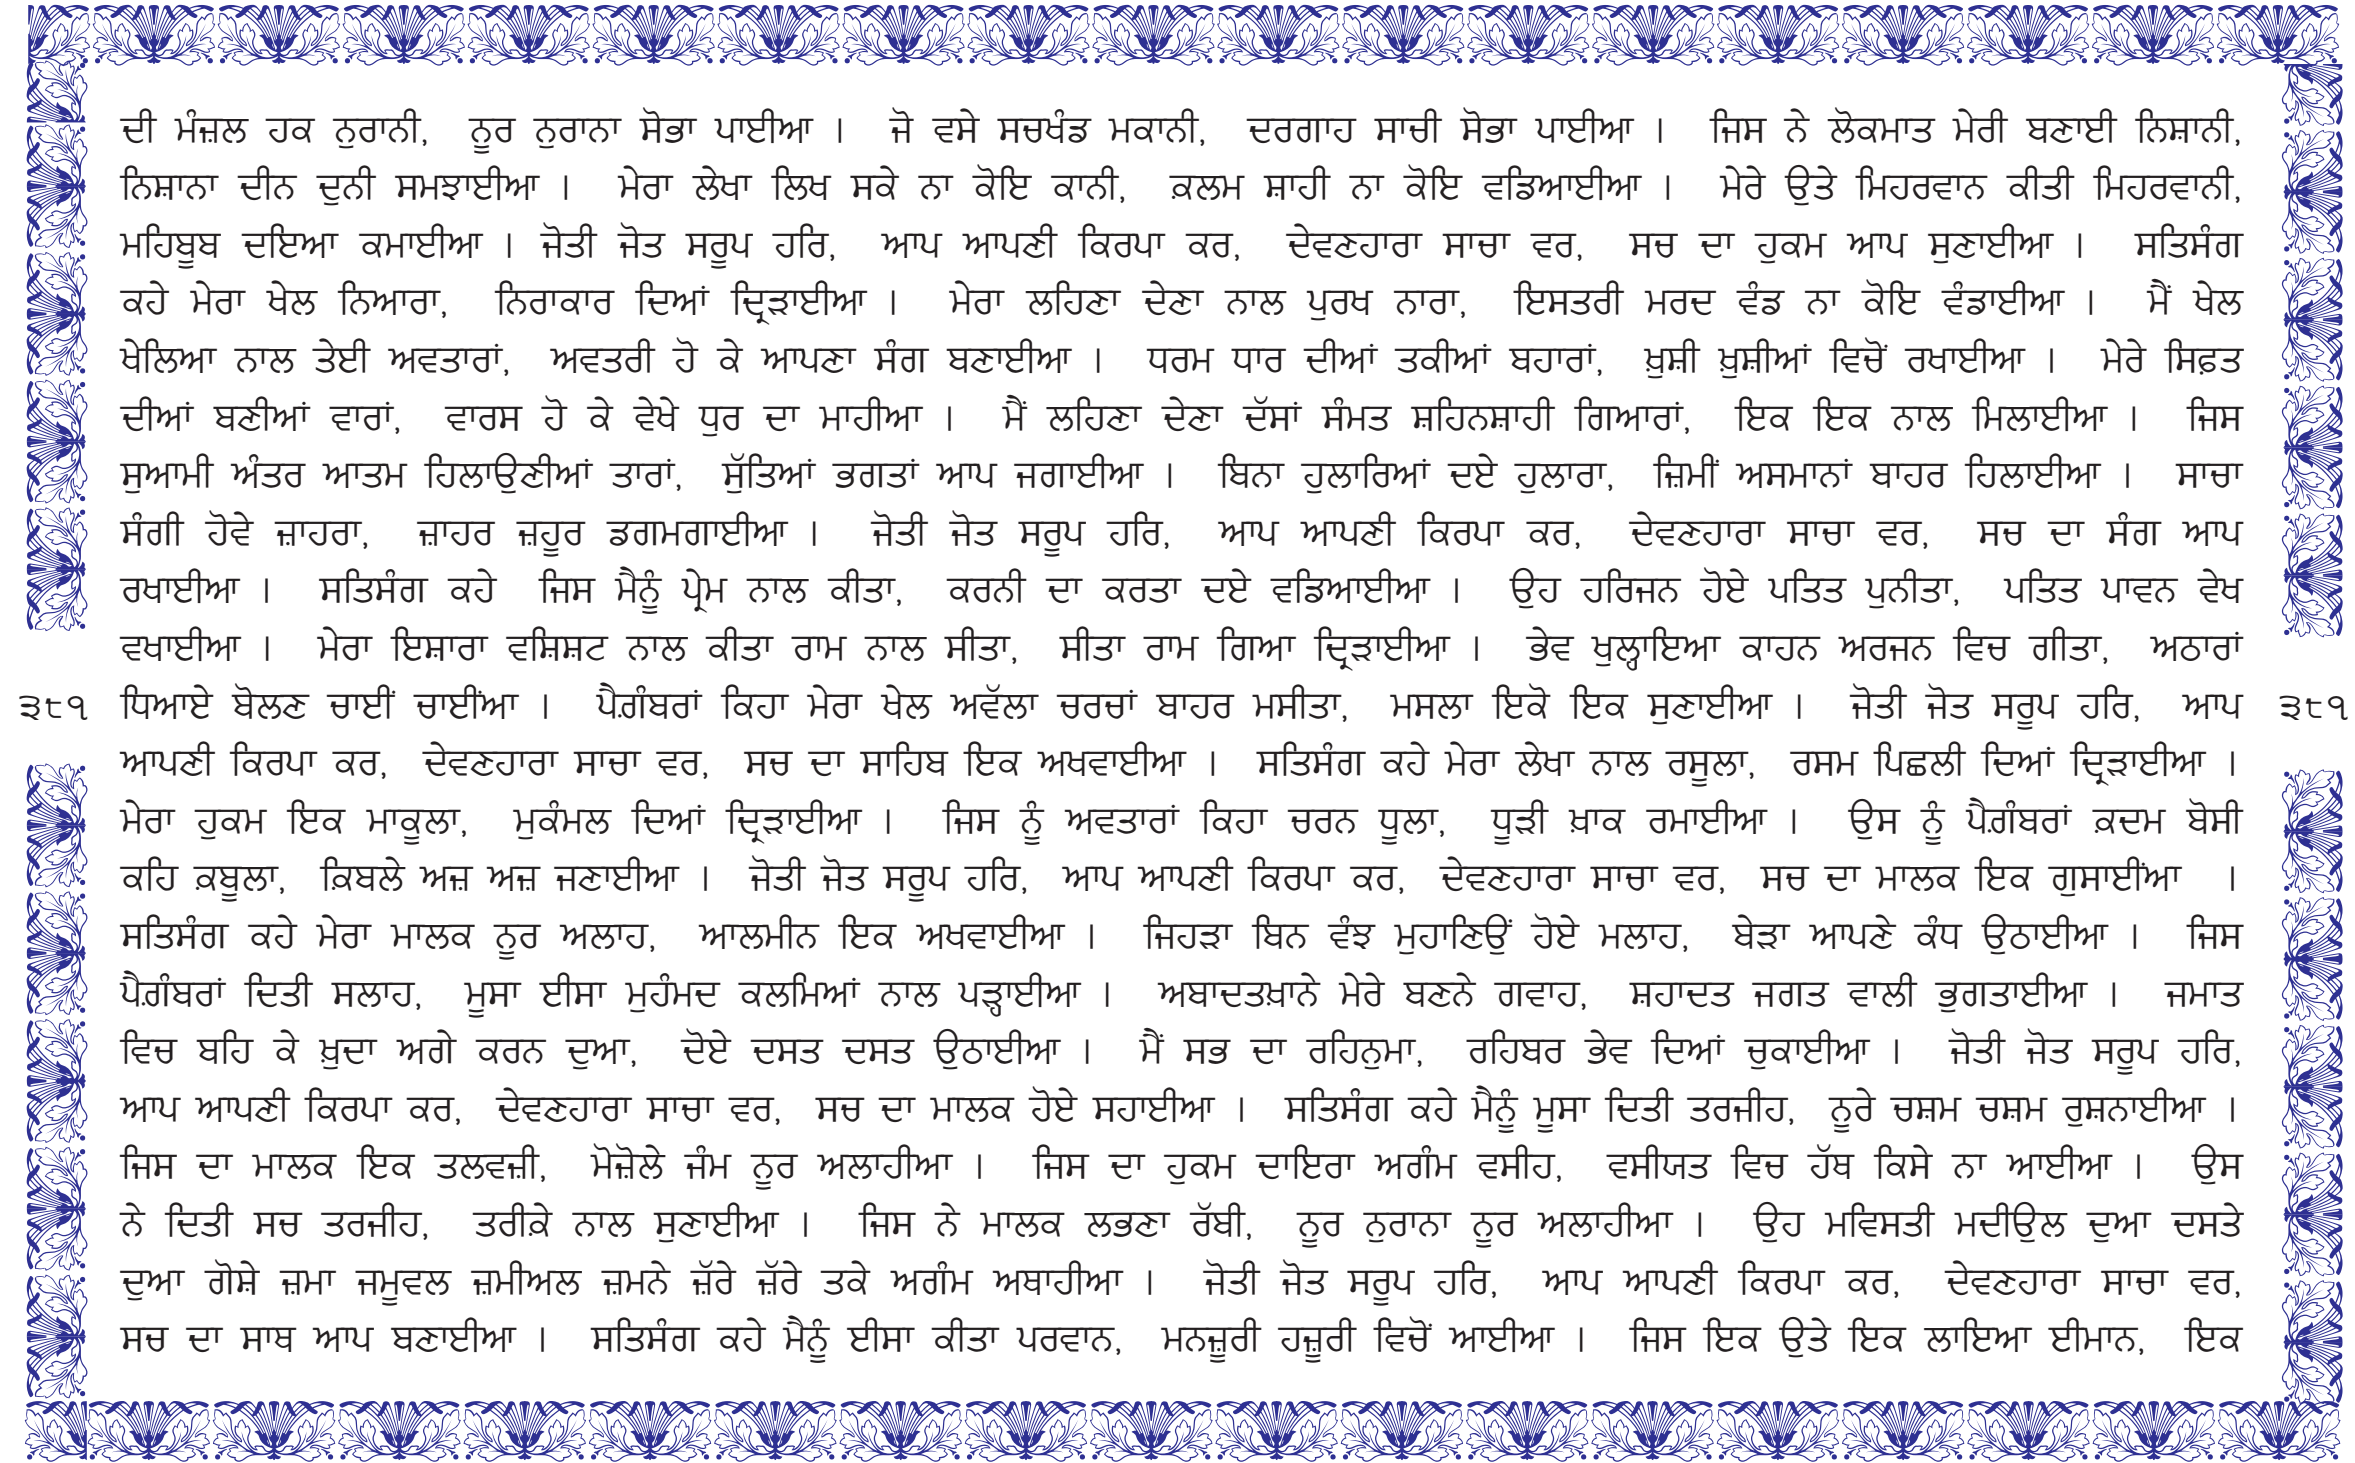 ਦੀ ਮੰਜ਼ਲ ਹਕ ਨੁਰਾਨੀ, ਨੂਰ ਨੁਰਾਨਾ ਸੋਭਾ ਪਾਈਆ । ਜੋ ਵਸੇ ਸਚਖੰਡ ਮਕਾਨੀ, ਦਰਗਾਹ ਸਾਚੀ ਸੋਭਾ ਪਾਈਆ । ਜਿਸ ਨੇ ਲੋਕਮਾਤ ਮੇਰੀ ਬਣਾਈ ਨਿਸ਼ਾਨੀ,
ਨਿਸ਼ਾਨਾ ਦੀਨ ਦੁਨੀ ਸਮਝਾਈਆ । ਮੇਰਾ ਲੇਖਾ ਲਿਖ ਸਕੇ ਨਾ ਕੋਇ ਕਾਨੀ, ਕ਼ਲਮ ਸ਼ਾਹੀ ਨਾ ਕੋਇ ਵਡਿਆਈਆ । ਮੇਰੇ ਉਤੇ ਮਿਹਰਵਾਨ ਕੀਤੀ ਮਿਹਰਵਾਨੀ,
ਮਹਿਬੂਬ ਦਇਆ ਕਮਾਈਆ । ਜੋਤੀ ਜੋਤ ਸਰੂਪ ਹਰਿ, ਆਪ ਆਪਣੀ ਕਿਰਪਾ ਕਰ, ਦੇਵਣਹਾਰਾ ਸਾਚਾ ਵਰ, ਸਚ ਦਾ ਹੁਕਮ ਆਪ ਸੁਣਾਈਆ । ਸਤਿਸੰਗ
ਕਹੇ ਮੇਰਾ ਖੇਲ ਨਿਆਰਾ, ਨਿਰਾਕਾਰ ਦਿਆਂ ਦ੍ਰਿੜਾਈਆ । ਮੇਰਾ ਲਹਿਣਾ ਦੇਣਾ ਨਾਲ ਪੁਰਖ ਨਾਰਾ, ਇਸਤਰੀ ਮਰਦ ਵੰਡ ਨਾ ਕੋਇ ਵੰਡਾਈਆ । ਮੈਂ ਖੇਲ
ਖੇਲਿਆ ਨਾਲ ਤੇਈ ਅਵਤਾਰਾਂ, ਅਵਤਰੀ ਹੋ ਕੇ ਆਪਣਾ ਸੰਗ ਬਣਾਈਆ । ਧਰਮ ਧਾਰ ਦੀਆਂ ਤਕੀਆਂ ਬਹਾਰਾਂ, ਖ਼ੁਸ਼ੀ ਖ਼ੁਸ਼ੀਆਂ ਵਿਚੋਂ ਰਖਾਈਆ । ਮੇਰੇ ਸਿਫ਼ਤ
ਦੀਆਂ ਬਣੀਆਂ ਵਾਰਾਂ, ਵਾਰਸ ਹੋ ਕੇ ਵੇਖੇ ਧੁਰ ਦਾ ਮਾਹੀਆ । ਮੈਂ ਲਹਿਣਾ ਦੇਣਾ ਦੱਸਾਂ ਸੰਮਤ ਸ਼ਹਿਨਸ਼ਾਹੀ ਗਿਆਰਾਂ, ਇਕ ਇਕ ਨਾਲ ਮਿਲਾਈਆ । ਜਿਸ
ਸੁਆਮੀ ਅੰਤਰ ਆਤਮ ਹਿਲਾਉਣੀਆਂ ਤਾਰਾਂ, ਸੁੱਤਿਆਂ ਭਗਤਾਂ ਆਪ ਜਗਾਈਆ । ਬਿਨਾ ਹੁਲਾਰਿਆਂ ਦਏ ਹੁਲਾਰਾ, ਜ਼ਿਮੀਂ ਅਸਮਾਨਾਂ ਬਾਹਰ ਹਿਲਾਈਆ । ਸਾਚਾ
ਸੰਗੀ ਹੋਵੇ ਜ਼ਾਹਰਾ, ਜ਼ਾਹਰ ਜ਼ਹੂਰ ਡਗਮਗਾਈਆ । ਜੋਤੀ ਜੋਤ ਸਰੂਪ ਹਰਿ, ਆਪ ਆਪਣੀ ਕਿਰਪਾ ਕਰ, ਦੇਵਣਹਾਰਾ ਸਾਚਾ ਵਰ, ਸਚ ਦਾ ਸੰਗ ਆਪ
ਰਖਾਈਆ । ਸਤਿਸੰਗ ਕਹੇ ਜਿਸ ਮੈਨੂੰ ਪ੍ਰੇਮ ਨਾਲ ਕੀਤਾ, ਕਰਨੀ ਦਾ ਕਰਤਾ ਦਏ ਵਡਿਆਈਆ । ਉਹ ਹਰਿਜਨ ਹੋਏ ਪਤਿਤ ਪੁਨੀਤਾ, ਪਤਿਤ ਪਾਵਨ ਵੇਖ
ਵਖਾਈਆ । ਮੇਰਾ ਇਸ਼ਾਰਾ ਵਸ਼ਿਸ਼ਟ ਨਾਲ ਕੀਤਾ ਰਾਮ ਨਾਲ ਸੀਤਾ, ਸੀਤਾ ਰਾਮ ਗਿਆ ਦ੍ਰਿੜਾਈਆ । ਭੇਵ ਖੁਲ੍ਹਾਇਆ ਕਾਹਨ ਅਰਜਨ ਵਿਚ ਗੀਤਾ, ਅਠਾਰਾਂ
੩੮੧ ਧਿਆਏ ਬੋਲਣ ਚਾਈਂ ਚਾਈਂਆ । ਪੈਗ਼ੰਬਰਾਂ ਕਿਹਾ ਮੇਰਾ ਖੇਲ ਅਵੱਲਾ ਚਰਚਾਂ ਬਾਹਰ ਮਸੀਤਾ, ਮਸਲਾ ਇਕੋ ਇਕ ਸੁਣਾਈਆ । ਜੋਤੀ ਜੋਤ ਸਰੂਪ ਹਰਿ, ਆਪ ੩੮੧
ਆਪਣੀ ਕਿਰਪਾ ਕਰ, ਦੇਵਣਹਾਰਾ ਸਾਚਾ ਵਰ, ਸਚ ਦਾ ਸਾਹਿਬ ਇਕ ਅਖਵਾਈਆ । ਸਤਿਸੰਗ ਕਹੇ ਮੇਰਾ ਲੇਖਾ ਨਾਲ ਰਸੂਲਾ, ਰਸਮ ਪਿਛਲੀ ਦਿਆਂ ਦ੍ਰਿੜਾਈਆ ।
ਮੇਰਾ ਹੁਕਮ ਇਕ ਮਾਕੂਲਾ, ਮੁਕੰਮਲ ਦਿਆਂ ਦ੍ਰਿੜਾਈਆ । ਜਿਸ ਨੂੰ ਅਵਤਾਰਾਂ ਕਿਹਾ ਚਰਨ ਧੂਲਾ, ਧੂੜੀ ਖ਼ਾਕ ਰਮਾਈਆ । ਉਸ ਨੂੰ ਪੈਗ਼ੰਬਰਾਂ ਕ਼ਦਮ ਬੋਸੀ
ਕਹਿ ਕ਼ਬੂਲਾ, ਕ਼ਿਬਲੇ ਅਜ਼ ਅਜ਼ ਜਣਾਈਆ । ਜੋਤੀ ਜੋਤ ਸਰੂਪ ਹਰਿ, ਆਪ ਆਪਣੀ ਕਿਰਪਾ ਕਰ, ਦੇਵਣਹਾਰਾ ਸਾਚਾ ਵਰ, ਸਚ ਦਾ ਮਾਲਕ ਇਕ ਗੁਸਾਈਂਆ ।
ਸਤਿਸੰਗ ਕਹੇ ਮੇਰਾ ਮਾਲਕ ਨੂਰ ਅਲਾਹ, ਆਲਮੀਨ ਇਕ ਅਖਵਾਈਆ । ਜਿਹੜਾ ਬਿਨ ਵੰਝ ਮੁਹਾਣਿਉਂ ਹੋਏ ਮਲਾਹ, ਬੇੜਾ ਆਪਣੇ ਕੰਧ ਉਠਾਈਆ । ਜਿਸ
ਪੈਗ਼ੰਬਰਾਂ ਦਿਤੀ ਸਲਾਹ, ਮੂਸਾ ਈਸਾ ਮੁਹੰਮਦ ਕਲਮਿਆਂ ਨਾਲ ਪੜ੍ਹਾਈਆ । ਅਬਾਦਤਖ਼ਾਨੇ ਮੇਰੇ ਬਣਨੇ ਗਵਾਹ, ਸ਼ਹਾਦਤ ਜਗਤ ਵਾਲੀ ਭੁਗਤਾਈਆ । ਜਮਾਤ
ਵਿਚ ਬਹਿ ਕੇ ਖ਼ੁਦਾ ਅਗੇ ਕਰਨ ਦੁਆ, ਦੋਏ ਦਸਤ ਦਸਤ ਉਠਾਈਆ । ਮੈਂ ਸਭ ਦਾ ਰਹਿਨੁਮਾ, ਰਹਿਬਰ ਭੇਵ ਦਿਆਂ ਚੁਕਾਈਆ । ਜੋਤੀ ਜੋਤ ਸਰੂਪ ਹਰਿ,
ਆਪ ਆਪਣੀ ਕਿਰਪਾ ਕਰ, ਦੇਵਣਹਾਰਾ ਸਾਚਾ ਵਰ, ਸਚ ਦਾ ਮਾਲਕ ਹੋਏ ਸਹਾਈਆ । ਸਤਿਸੰਗ ਕਹੇ ਮੈਨੂੰ ਮੂਸਾ ਦਿਤੀ ਤਰਜੀਹ, ਨੂਰੇ ਚਸ਼ਮ ਚਸ਼ਮ ਰੁਸ਼ਨਾਈਆ ।
ਜਿਸ ਦਾ ਮਾਲਕ ਇਕ ਤਲਵਜ਼ੀ, ਮੋਜ਼ੋਲੇ ਜੰਮ ਨੂਰ ਅਲਾਹੀਆ । ਜਿਸ ਦਾ ਹੁਕਮ ਦਾਇਰਾ ਅਗੰਮ ਵਸੀਹ, ਵਸੀਯਤ ਵਿਚ ਹੱਥ ਕਿਸੇ ਨਾ ਆਈਆ । ਉਸ
ਨੇ ਦਿਤੀ ਸਚ ਤਰਜੀਹ, ਤਰੀਕ਼ੇ ਨਾਲ ਸੁਣਾਈਆ । ਜਿਸ ਨੇ ਮਾਲਕ ਲਭਣਾ ਰੱਬੀ, ਨੂਰ ਨੁਰਾਨਾ ਨੂਰ ਅਲਾਹੀਆ । ਉਹ ਮਵਿਸਤੀ ਮਦੀਉਲ ਦੁਆ ਦਸਤੇ
ਦੁਆ ਗੋਸ਼ੇ ਜ਼ਮਾ ਜਮੂਵਲ ਜ਼ਮੀਅਲ ਜ਼ਮਨੇ ਜ਼ੱਰੇ ਜ਼ੱਰੇ ਤਕੇ ਅਗੰਮ ਅਥਾਹੀਆ । ਜੋਤੀ ਜੋਤ ਸਰੂਪ ਹਰਿ, ਆਪ ਆਪਣੀ ਕਿਰਪਾ ਕਰ, ਦੇਵਣਹਾਰਾ ਸਾਚਾ ਵਰ,
ਸਚ ਦਾ ਸਾਥ ਆਪ ਬਣਾਈਆ । ਸਤਿਸੰਗ ਕਹੇ ਮੈਨੂੰ ਈਸਾ ਕੀਤਾ ਪਰਵਾਨ, ਮਨਜ਼ੂਰੀ ਹਜ਼ੂਰੀ ਵਿਚੋਂ ਆਈਆ । ਜਿਸ ਇਕ ਉਤੇ ਇਕ ਲਾਇਆ ਈਮਾਨ, ਇਕ